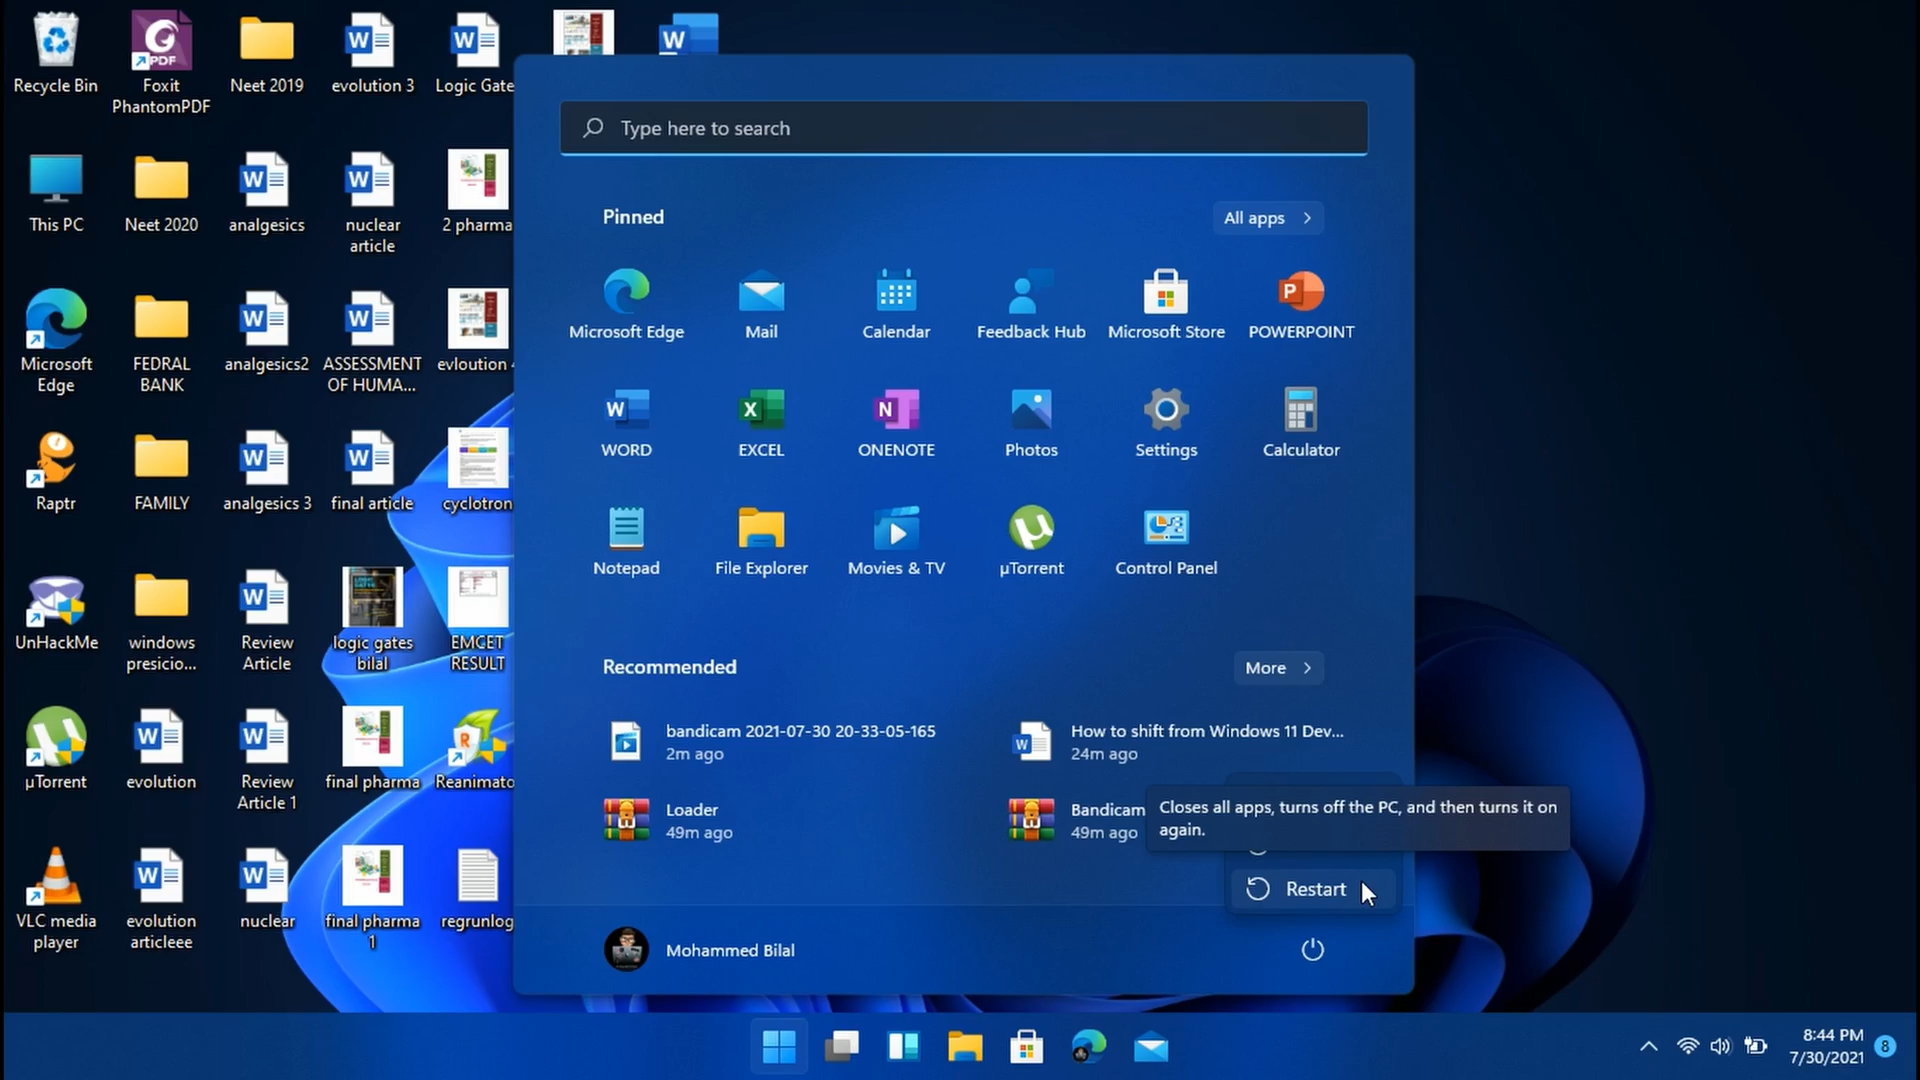 Recycle Bin
Foxit
PhantomPDF
Neet 2019
evolution 3
Logic Gate
This PC
Neet 2020
analgesics
nuclear
article
2 pharma
Microsoft
Edge
FEDRAL
BANK
analgesics2
ASSESSMENT
OF HUMA...
evloution 4
Raptr
FAMILY
analgesics 3
final article
cyclotron
UnHackMe
windows
presicio...
Review
Article
logic gates
bilal
EMCET
RESULT
µTorrent
evolution
Review
Article 1
final pharma
Reanimato
VLC media
player
evolution
articleee
nuclear
final pharma
1
regrunlog
Type here to search
Pinned
All apps
Microsoft Edge
Mail
Calendar
Feedback Hub
Microsoft Store
POWERPOINT
WORD
EXCEL
ONENOTE
Photos
Settings
Calculator
Notepad
File Explorer
Movies & TV
µTorrent
Control Panel
Recommended
More
bandicam 2021-07-30 20-33-05-165
2m ago
How to shift from Windows 11 Dev...
24m ago
Loader
49m ago
Bandicam
49m ago
Closes all apps, turns off the PC, and then turns it on
again.
Restart
Mohammed Bilal
8:44 PM
7/30/2021
8